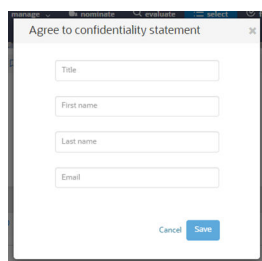 manage nominate evaluate select
Agree to confidentiality statement ×
Title
First name
Last name
Email
Cancel Save